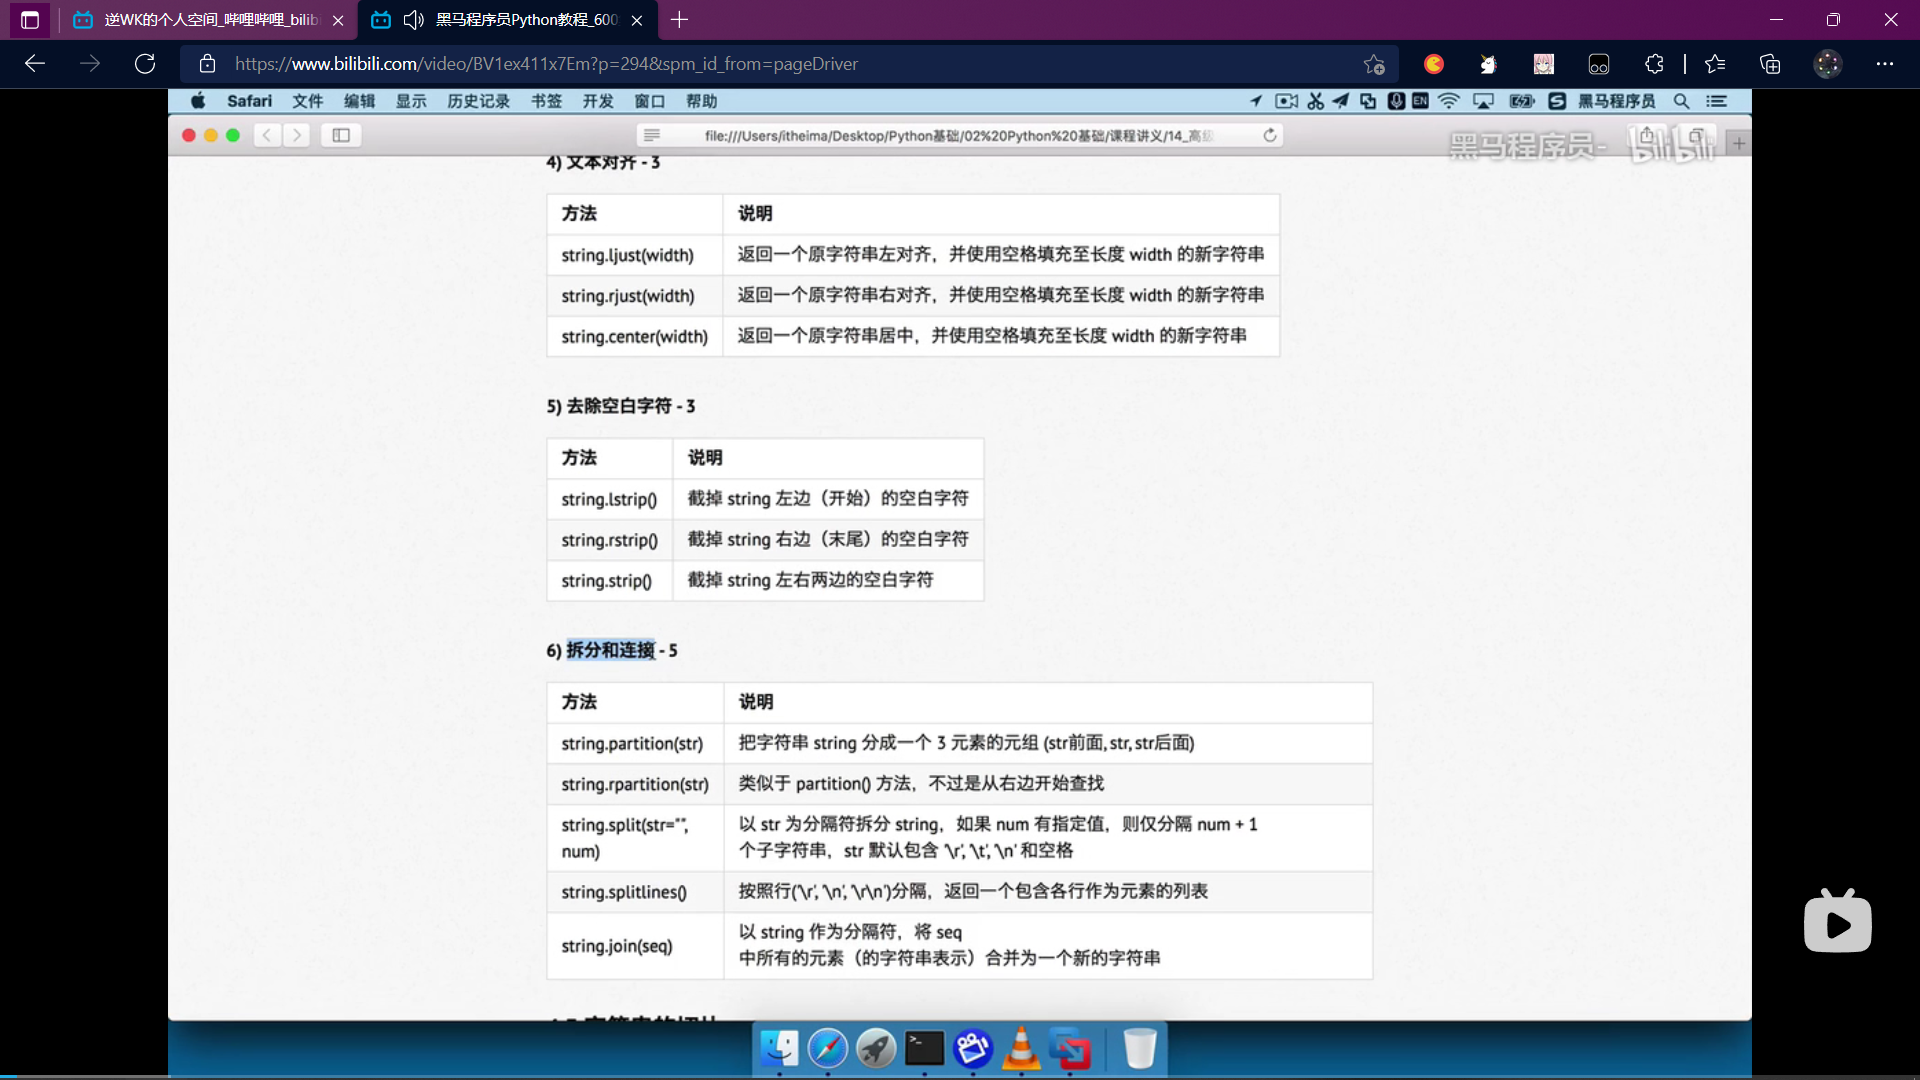 逆WK的个人空间_哔哩哔哩_bilib
黑马程序员Python教程_600
https://www.bilibili.com/video/BV1ex411x7Em?p=294&spm_id_from=pageDriver
Safari 文件 编辑 显示 历史记录 书签 开发 窗口 帮助
EN
黑马程序员
file:///Users/itheima/Desktop/Python基础/02%20Python%20基础/课程讲义/14_高级
黑马程序员- bilibili
4) 文本对齐 - 3
方法 说明
string.ljust(width) 返回一个原字符串左对齐，并使用空格填充至长度 width 的新字符串
string.rjust(width) 返回一个原字符串右对齐，并使用空格填充至长度 width 的新字符串
string.center(width) 返回一个原字符串居中，并使用空格填充至长度 width 的新字符串
5) 去除空白字符 - 3
方法 说明
string.lstrip() 截掉 string 左边（开始）的空白字符
string.rstrip() 截掉 string 右边（末尾）的空白字符
string.strip() 截掉 string 左右两边的空白字符
6) 拆分和连接 - 5
方法 说明
string.partition(str) 把字符串 string 分成一个 3 元素的元组 (str前面, str, str后面)
string.rpartition(str) 类似于 partition() 方法，不过是从右边开始查找
string.split(str="", 以 str 为分隔符拆分 string，如果 num 有指定值，则仅分隔 num + 1
num) 个子字符串，str 默认包含 '\r', '\t', '\n' 和空格
string.splitlines() 按照行('\r', '\n', '\r\n')分隔，返回一个包含各行作为元素的列表
string.join(seq) 以 string 作为分隔符，将 seq
中所有的元素（的字符串表示）合并为一个新的字符串